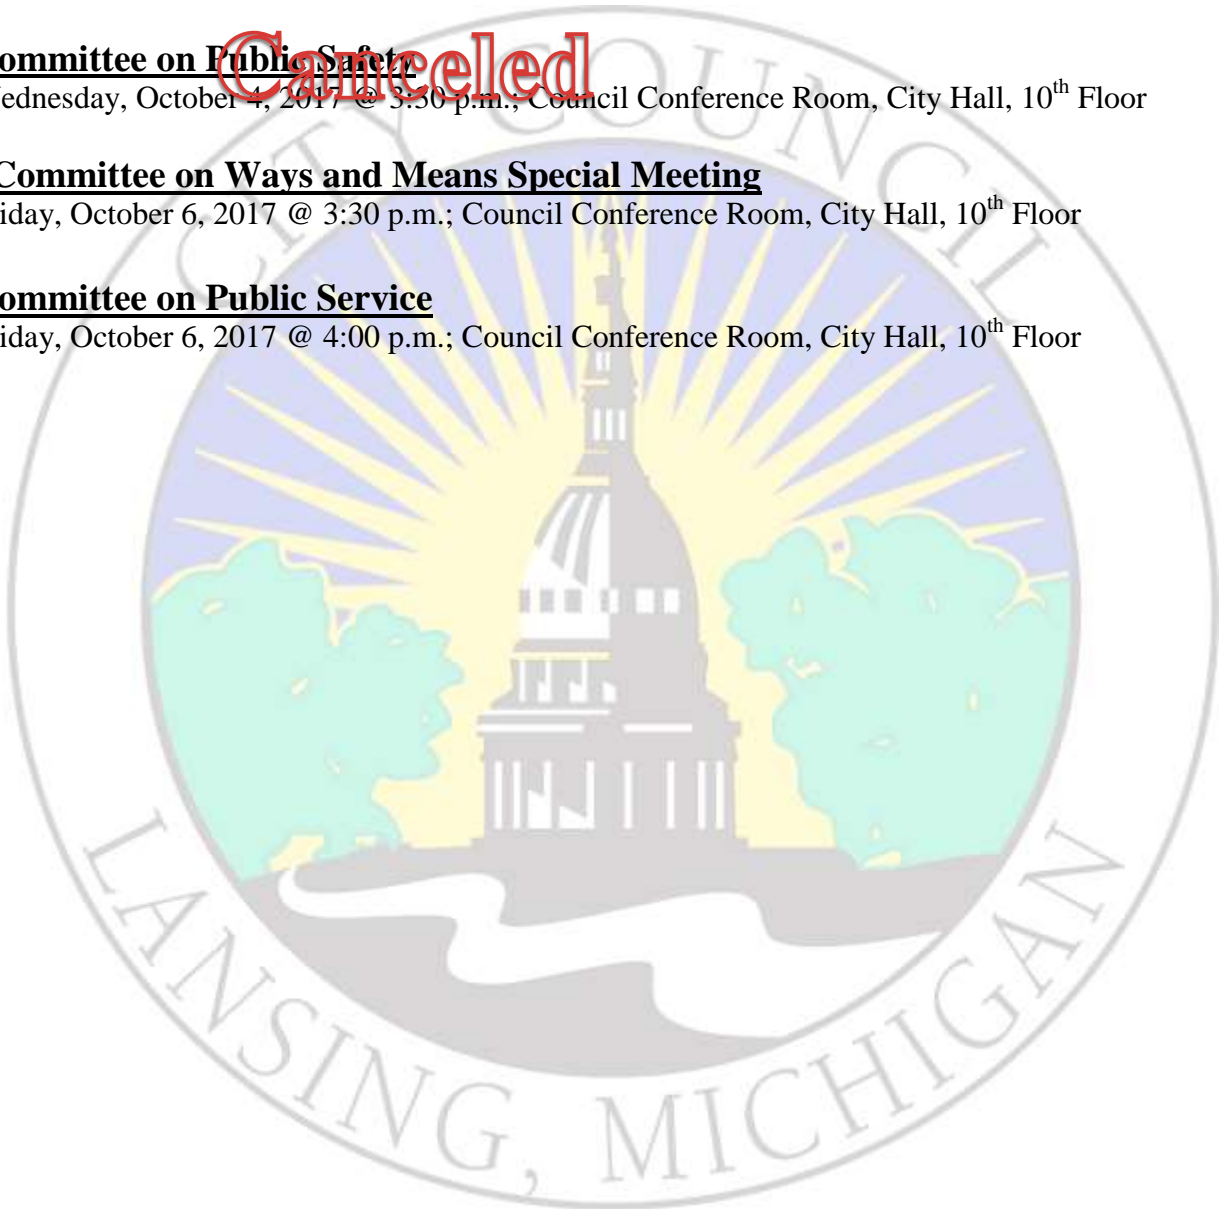 ommittee on Public Safety
Canceled
ednesday, October 4, 2017 @ 3:30 p.m.; Council Conference Room, City Hall, 10th Floor
Committee on Ways and Means Special Meeting
iday, October 6, 2017 @ 3:30 p.m.; Council Conference Room, City Hall, 10th Floor
ommittee on Public Service
iday, October 6, 2017 @ 4:00 p.m.; Council Conference Room, City Hall, 10th Floor
CITY COUNCIL
LANSING, MICHIGAN